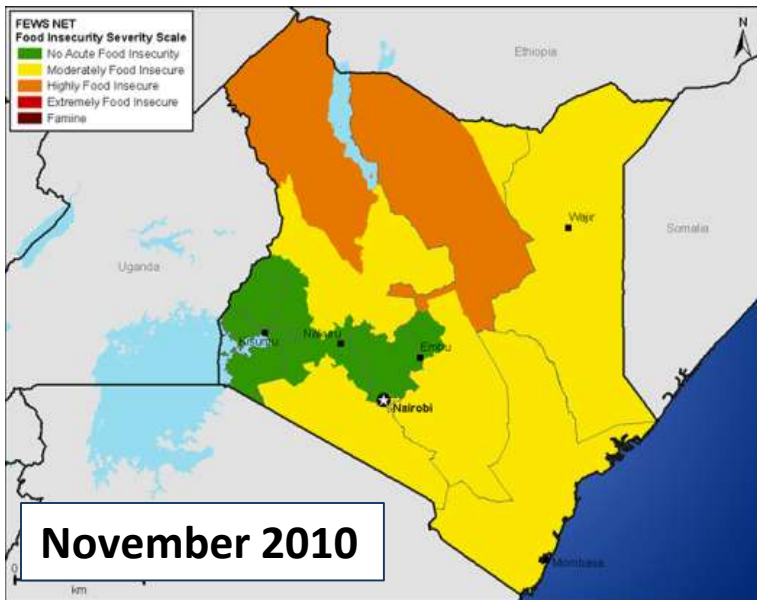 FEWS NET
Food Insecurity Severity Scale
No Acute Food Insecurity
Moderately Food Insecure
Highly Food Insecure
Extremely Food Insecure
Famine
N
Ethiopia
Wajir
Somalia
Uganda
Kisumu
Nakuru
Embu
Nairobi
November 2010
Mombasa
0
km